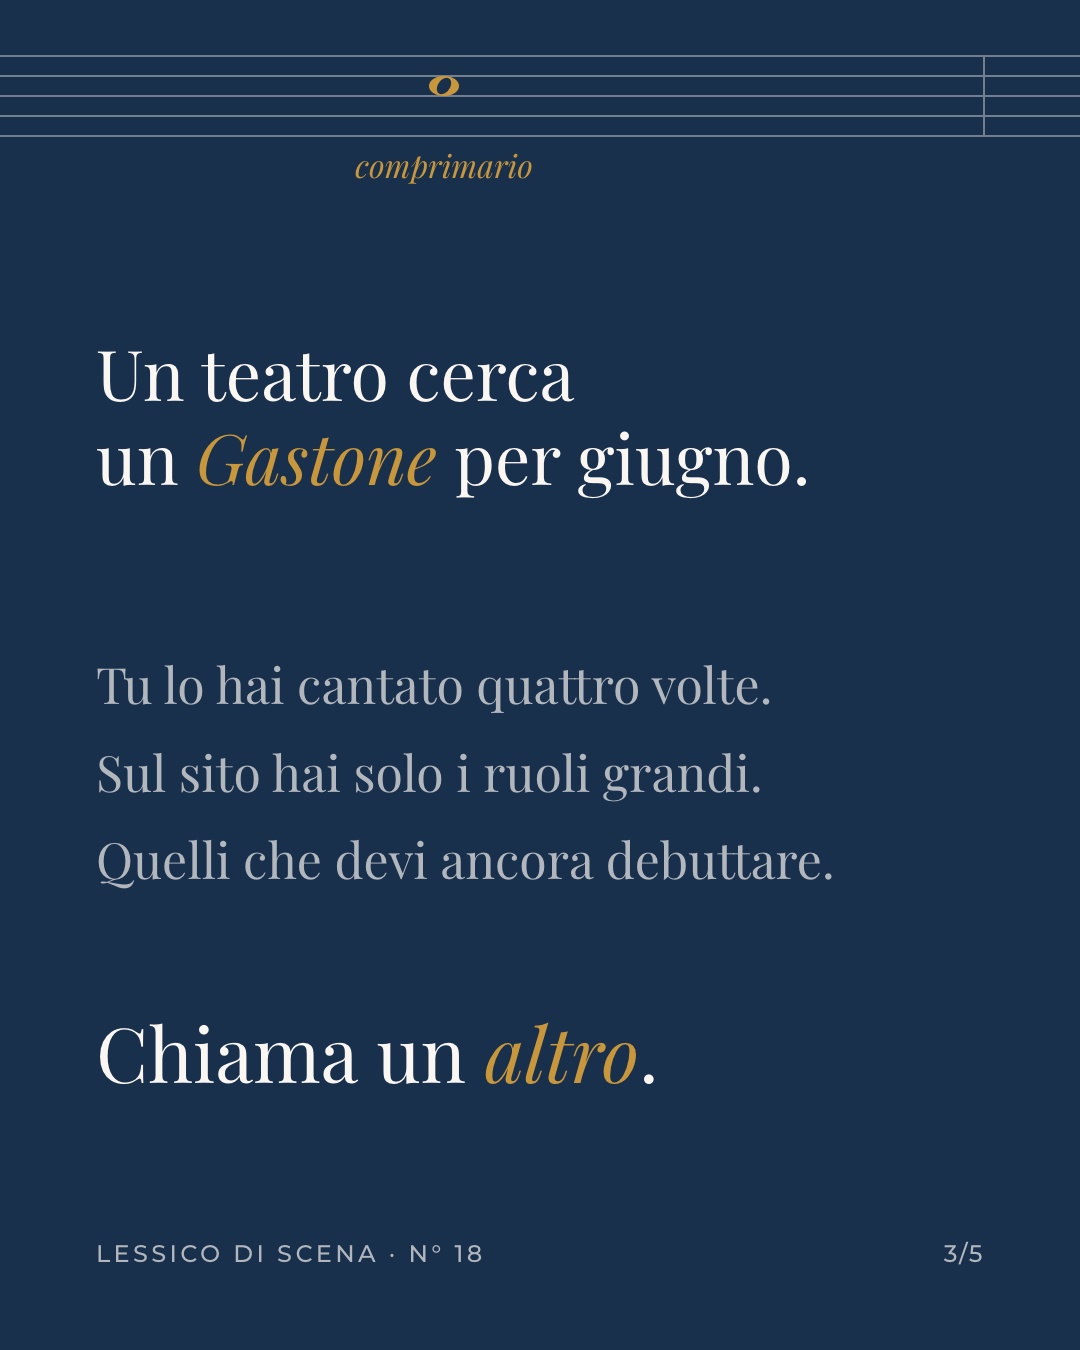 comprimario
Un teatro cerca
un Gastone per giugno.
Tu lo hai cantato quattro volte.
Sul sito hai solo i ruoli grandi.
Quelli che devi ancora debuttare.
Chiama un altro.
LESSICO DI SCENA · N° 18
3/5